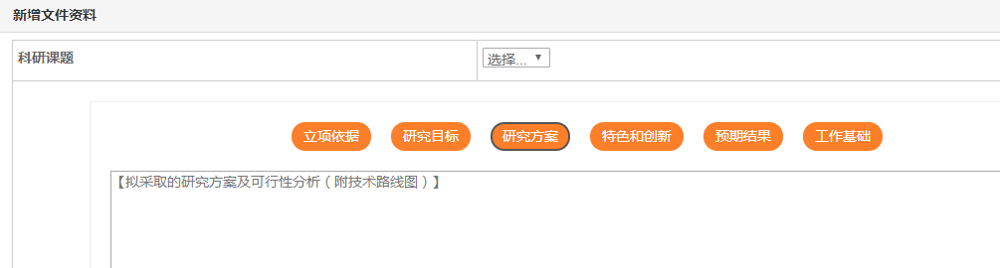 新增文件资料
科研课题 选择...
立项依据 研究目标 研究方案 特色和创新 预期结果 工作基础
【拟采取的研究方案及可行性分析（附技术路线图）】